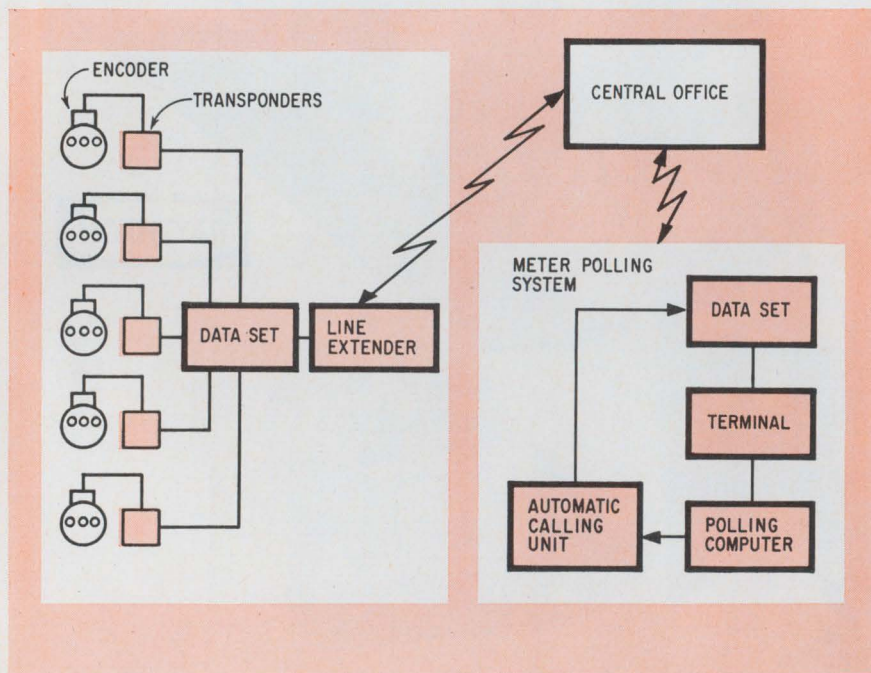 ENCODER
TRANSPONDERS
DATA SET
LINE
EXTENDER
CENTRAL OFFICE
METER POLLING
SYSTEM
DATA SET
TERMINAL
AUTOMATIC
CALLING
UNIT
POLLING
COMPUTER